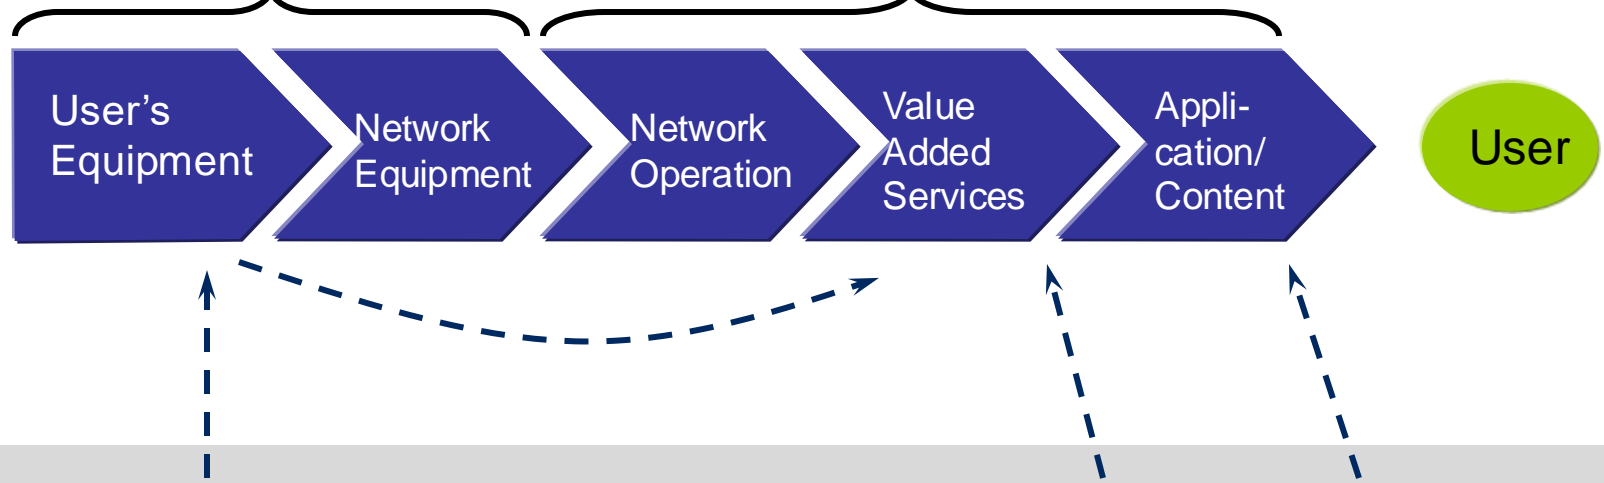 User’s
Equipment
Network
Equipment
Network
Operation
Value
Added
Services
Appli-
cation/
Content
User